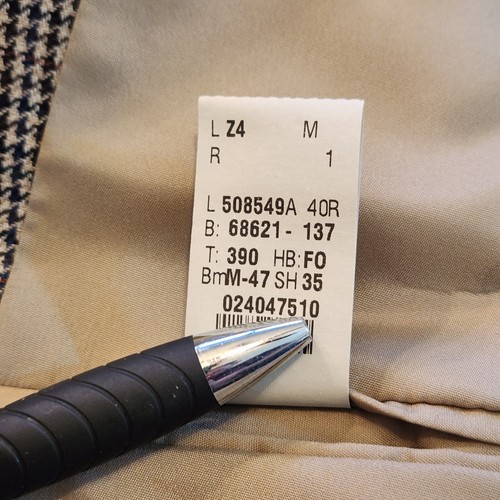 L Z4 M
R 1
L 508549A 40R
B: 68621- 137
T: 390 HB: FO
BmM-47 SH 35
024047510